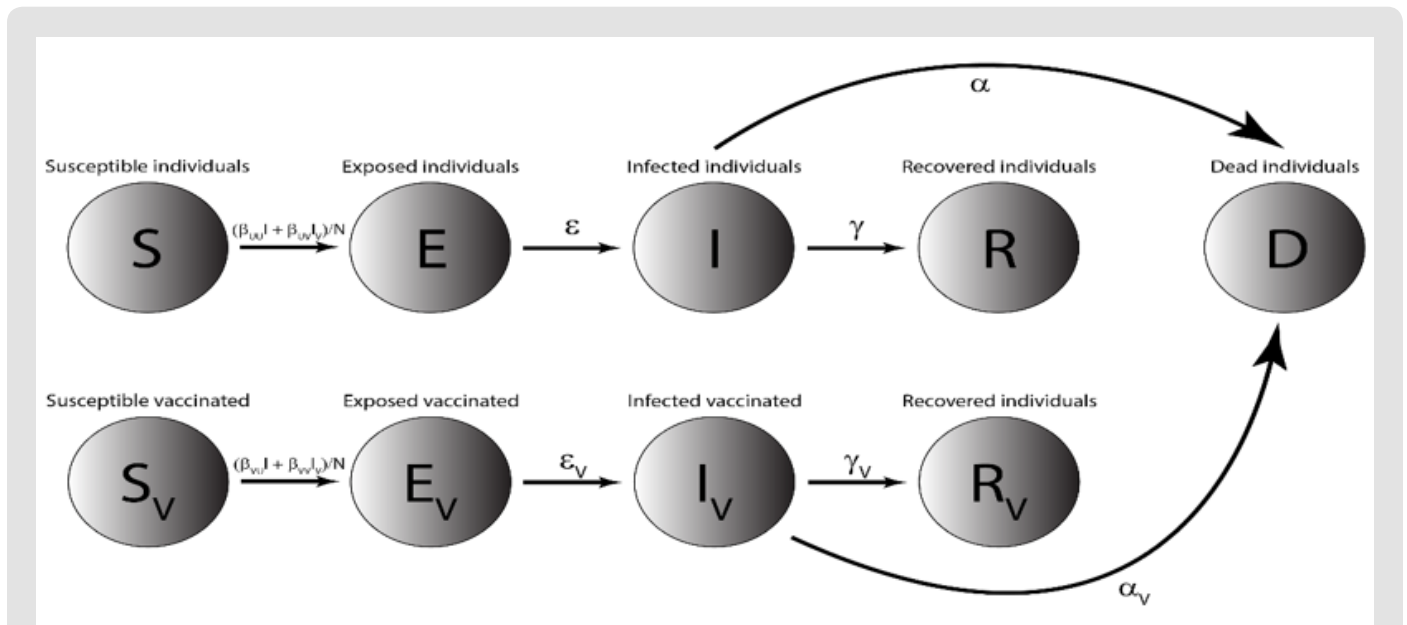 α
Susceptible individuals Exposed individuals Infected individuals Recovered individuals Dead individuals
S (βᵤᵤI + βᵤᵥIᵥ)/N E ε I γ R D
Susceptible vaccinated Exposed vaccinated Infected vaccinated Recovered individuals
Sᵥ (βᵥᵤI + βᵥᵥIᵥ)/N Eᵥ εᵥ Iᵥ γᵥ Rᵥ
αᵥ